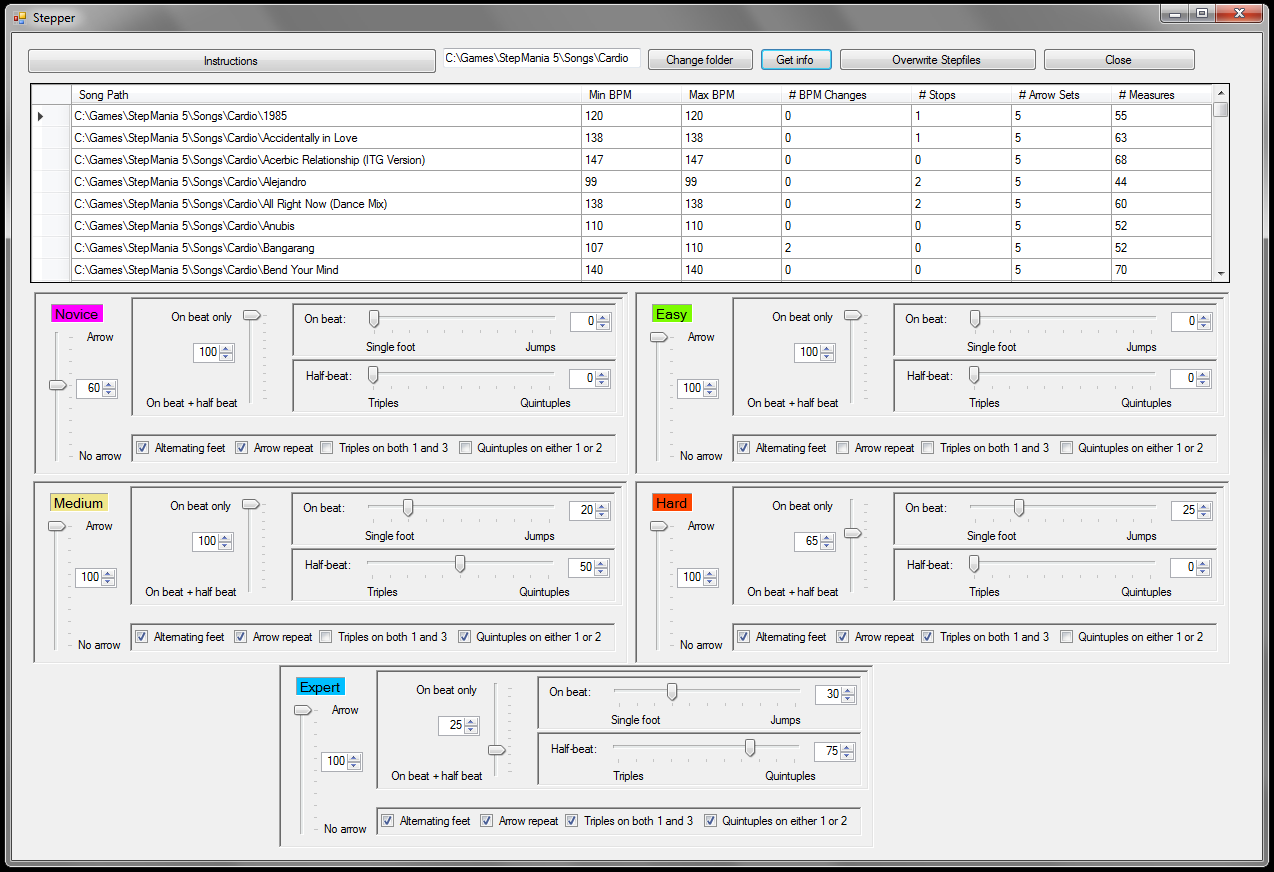 Stepper
Instructions C:\Games\StepMania 5\Songs\Cardio Change folder Get info Overwrite Stepfiles Close
Song Path Min BPM Max BPM # BPM Changes # Stops # Arrow Sets # Measures
C:\Games\StepMania 5\Songs\Cardio\1985 120 120 0 1 5 55
C:\Games\StepMania 5\Songs\Cardio\Accidentally in Love 138 138 0 1 5 63
C:\Games\StepMania 5\Songs\Cardio\Acerbic Relationship (ITG Version) 147 147 0 0 5 68
C:\Games\StepMania 5\Songs\Cardio\Alejandro 99 99 0 2 5 44
C:\Games\StepMania 5\Songs\Cardio\All Right Now (Dance Mix) 138 138 0 2 5 60
C:\Games\StepMania 5\Songs\Cardio\Anubis 110 110 0 0 5 52
C:\Games\StepMania 5\Songs\Cardio\Bangarang 107 110 2 0 5 52
C:\Games\StepMania 5\Songs\Cardio\Bend Your Mind 140 140 0 0 5 70
Novice
Arrow
60
No arrow
On beat only
100
On beat + half beat
On beat: 0
Single foot Jumps
Half-beat: 0
Triples Quintuples
Alternating feet Arrow repeat Triples on both 1 and 3 Quintuples on either 1 or 2
Easy
Arrow
100
No arrow
On beat only
100
On beat + half beat
On beat: 0
Single foot Jumps
Half-beat: 0
Triples Quintuples
Alternating feet Arrow repeat Triples on both 1 and 3 Quintuples on either 1 or 2
Medium
Arrow
100
No arrow
On beat only
100
On beat + half beat
On beat: 20
Single foot Jumps
Half-beat: 50
Triples Quintuples
Alternating feet Arrow repeat Triples on both 1 and 3 Quintuples on either 1 or 2
Hard
Arrow
100
No arrow
On beat only
65
On beat + half beat
On beat: 25
Single foot Jumps
Half-beat: 0
Triples Quintuples
Alternating feet Arrow repeat Triples on both 1 and 3 Quintuples on either 1 or 2
Expert
Arrow
100
No arrow
On beat only
25
On beat + half beat
On beat: 30
Single foot Jumps
Half-beat: 75
Triples Quintuples
Alternating feet Arrow repeat Triples on both 1 and 3 Quintuples on either 1 or 2